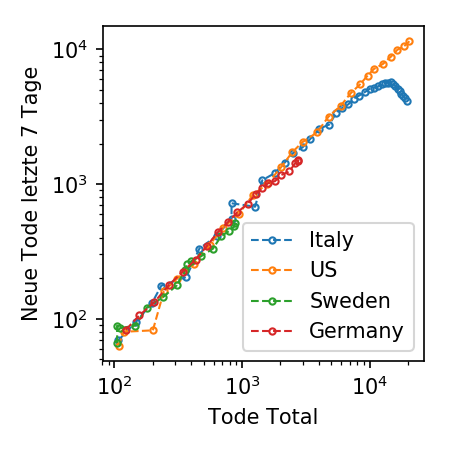 Neue Tode letzte 7 Tage
10⁴
10³
10²
Italy
US
Sweden
Germany
10² 10³ 10⁴
Tode Total